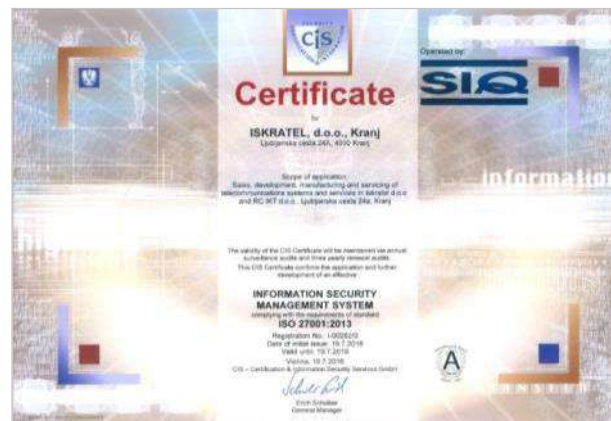 CIS
Operated by:
SIQ
Certificate
for
ISKRATEL, d.o.o., Kranj
Ljubljanska cesta 24A, 4000 Kranj
Scope of application:
Sales, development, manufacturing and servicing of
telecommunications systems and services in Iskratel d.o.o
and RC IKT d.o.o., Ljubljanska cesta 24a, Kranj
information
The validity of the CIS Certificate will be maintained via annual
surveillance audits and three yearly renewal audits.
This CIS Certificate confirms the application and further
development of an effective
INFORMATION SECURITY
MANAGEMENT SYSTEM
complying with the requirements of standard
ISO 27001:2013
Registration No.:
Date of initial issue: 19.7.2016
Valid until: 19.7.2019
Vienna, 19.7.2016
CIS – Certification & Information Security Services GmbH
Erich Scheiber
General Manager
A